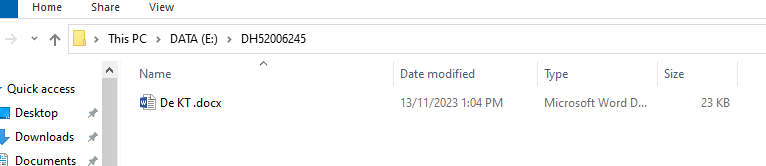 Home Share View
This PC DATA (E:) DH52006245
Name Date modified Type Size
Quick access
De KT .docx 13/11/2023 1:04 PM Microsoft Word D... 23 KB
Desktop
Downloads
Documents